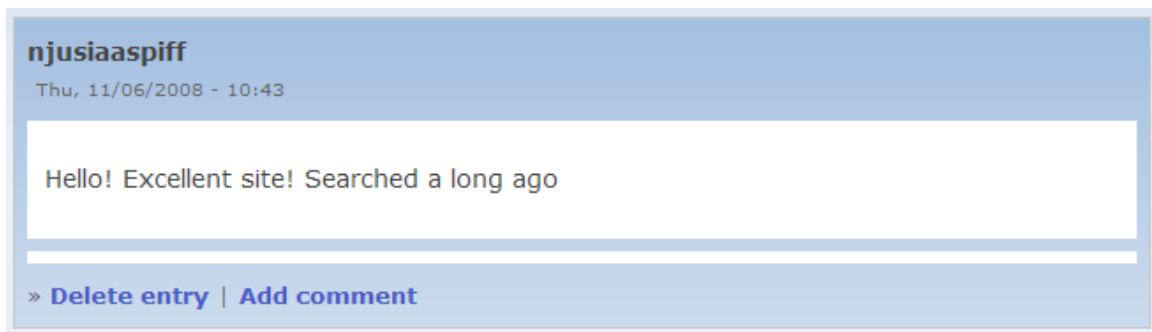 njusiaaspiff
Thu, 11/06/2008 - 10:43
Hello! Excellent site! Searched a long ago
» Delete entry | Add comment